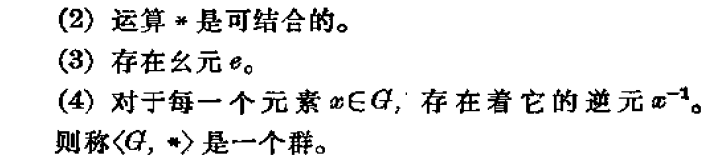 (2) 运算 * 是可结合的。
(3) 存在幺元 e。
(4) 对于每一个元素 x∈G, 存在着它的逆元 x⁻¹。
则称〈G, *〉是一个群。